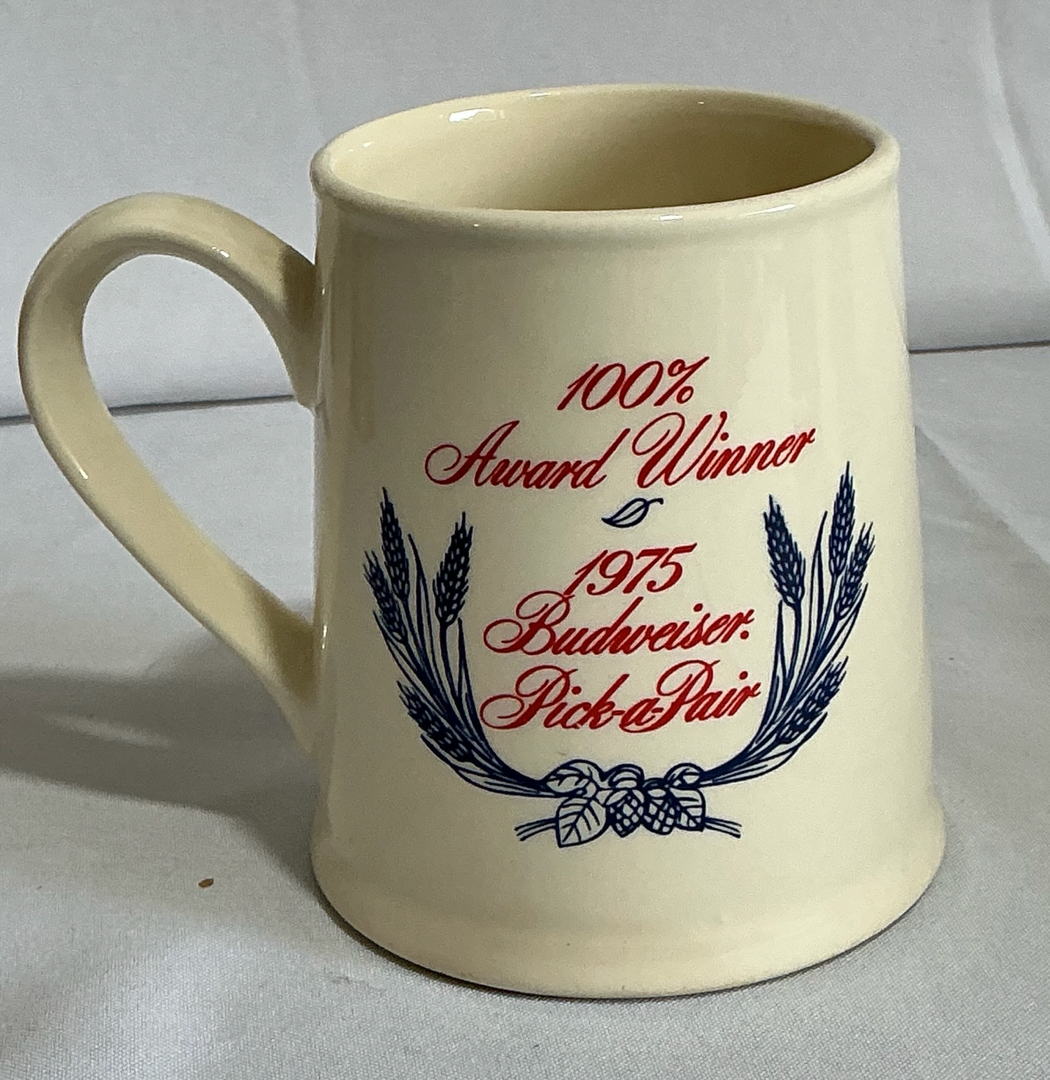 100%
Award Winner
1975
Budweiser.
Pick-a-Pair